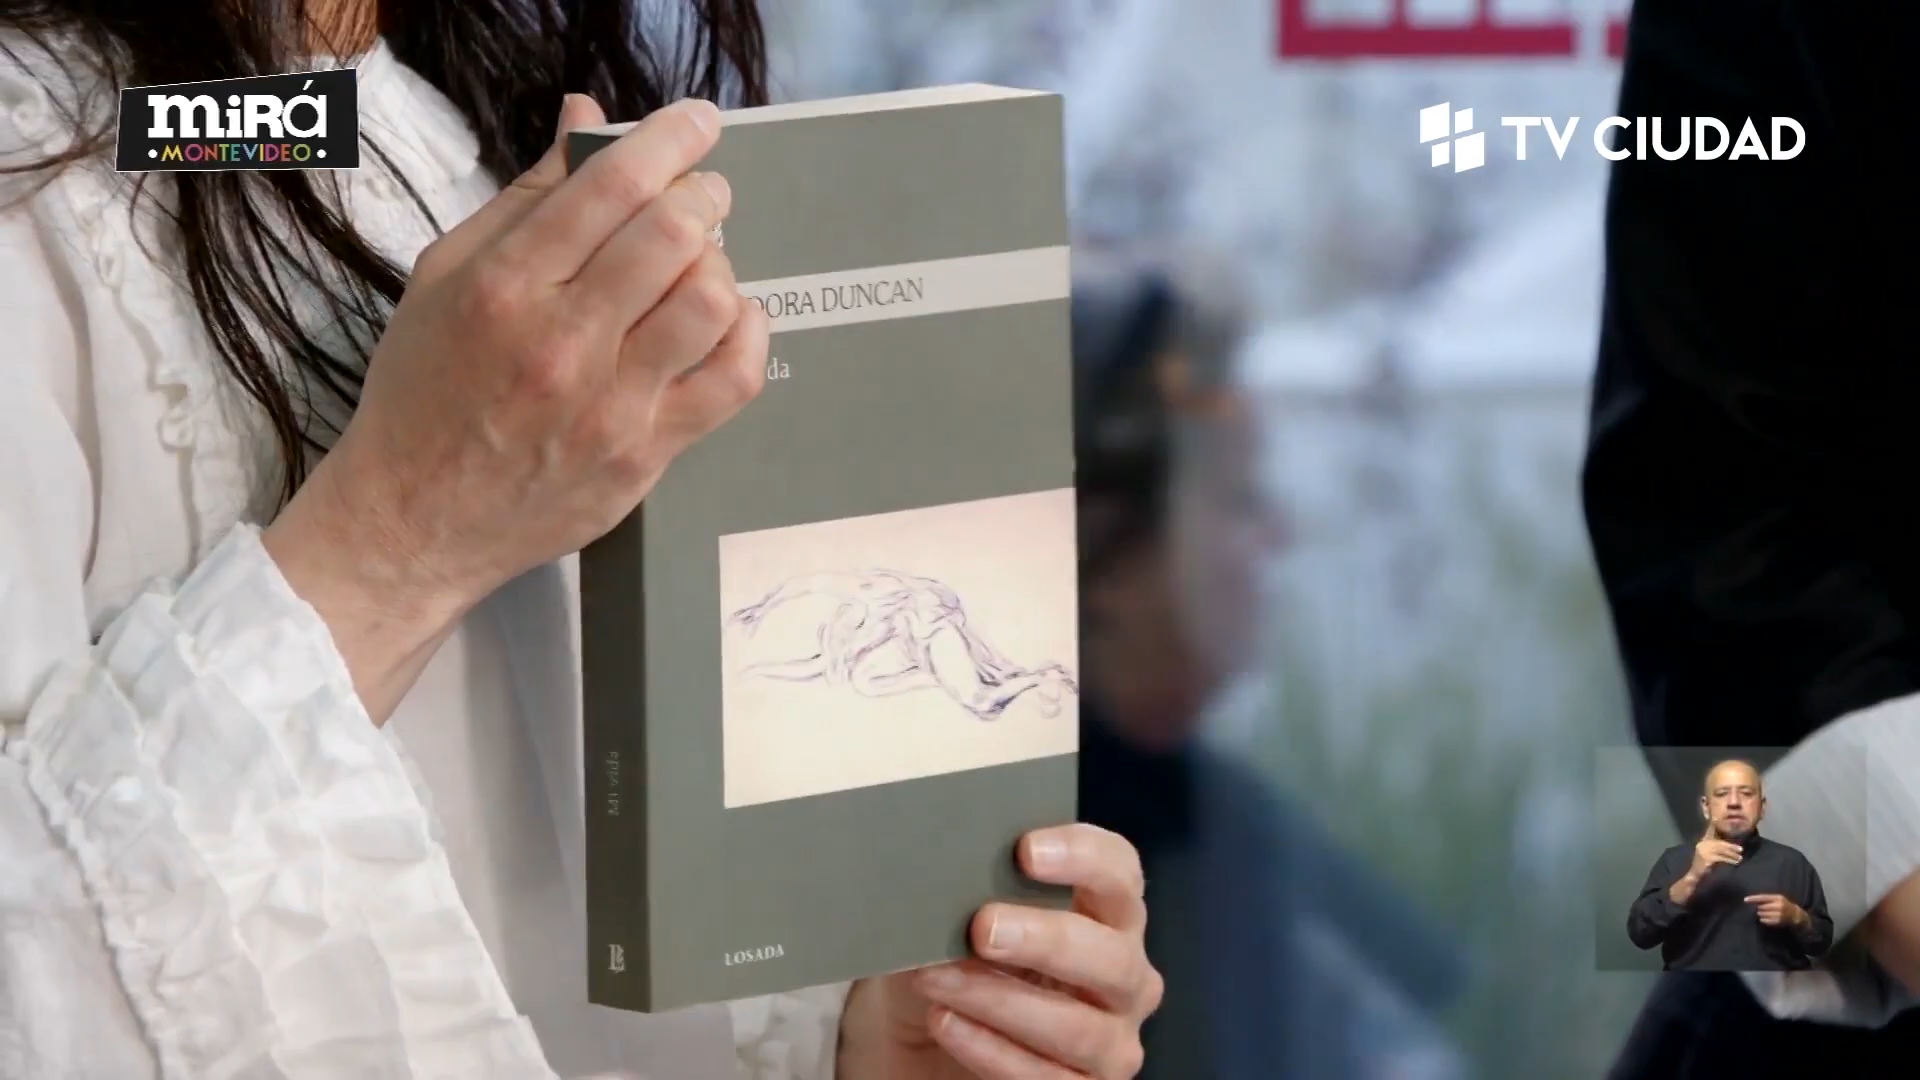 MIRÁ
•MONTEVIDEO•
TV CIUDAD
DORA DUNCAN
da
Mi vida
LOSADA